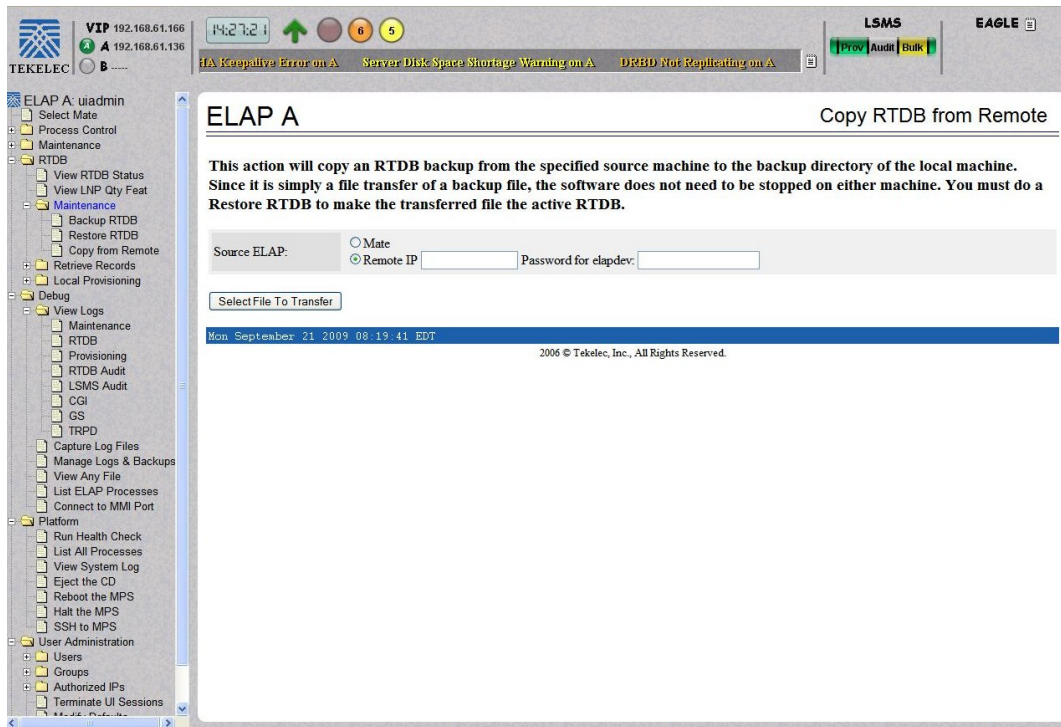 TEKELEC
VIP 192.168.61.166
A A 192.168.61.136
B -----
14:27:21
6
5
HA Keepalive Error on A Server Disk Space Shortage Warning on A DRBD Not Replicating on A
LSMS
Prov Audit Bulk
EAGLE
ELAP A: uiadmin
Select Mate
Process Control
Maintenance
RTDB
View RTDB Status
View LNP Qty Feat
Maintenance
Backup RTDB
Restore RTDB
Copy from Remote
Retrieve Records
Local Provisioning
Debug
View Logs
Maintenance
RTDB
Provisioning
RTDB Audit
LSMS Audit
CGI
GS
TRPD
Capture Log Files
Manage Logs & Backups
View Any File
List ELAP Processes
Connect to MMI Port
Platform
Run Health Check
List All Processes
View System Log
Eject the CD
Reboot the MPS
Halt the MPS
SSH to MPS
User Administration
Users
Groups
Authorized IPs
Terminate UI Sessions
Modify Defaults
ELAP A
Copy RTDB from Remote
This action will copy an RTDB backup from the specified source machine to the backup directory of the local machine.
Since it is simply a file transfer of a backup file, the software does not need to be stopped on either machine. You must do a
Restore RTDB to make the transferred file the active RTDB.
Source ELAP:
Mate
Remote IP Password for elapdev:
Select File To Transfer
Mon September 21 2009 08:19:41 EDT
2006 © Tekelec, Inc., All Rights Reserved.